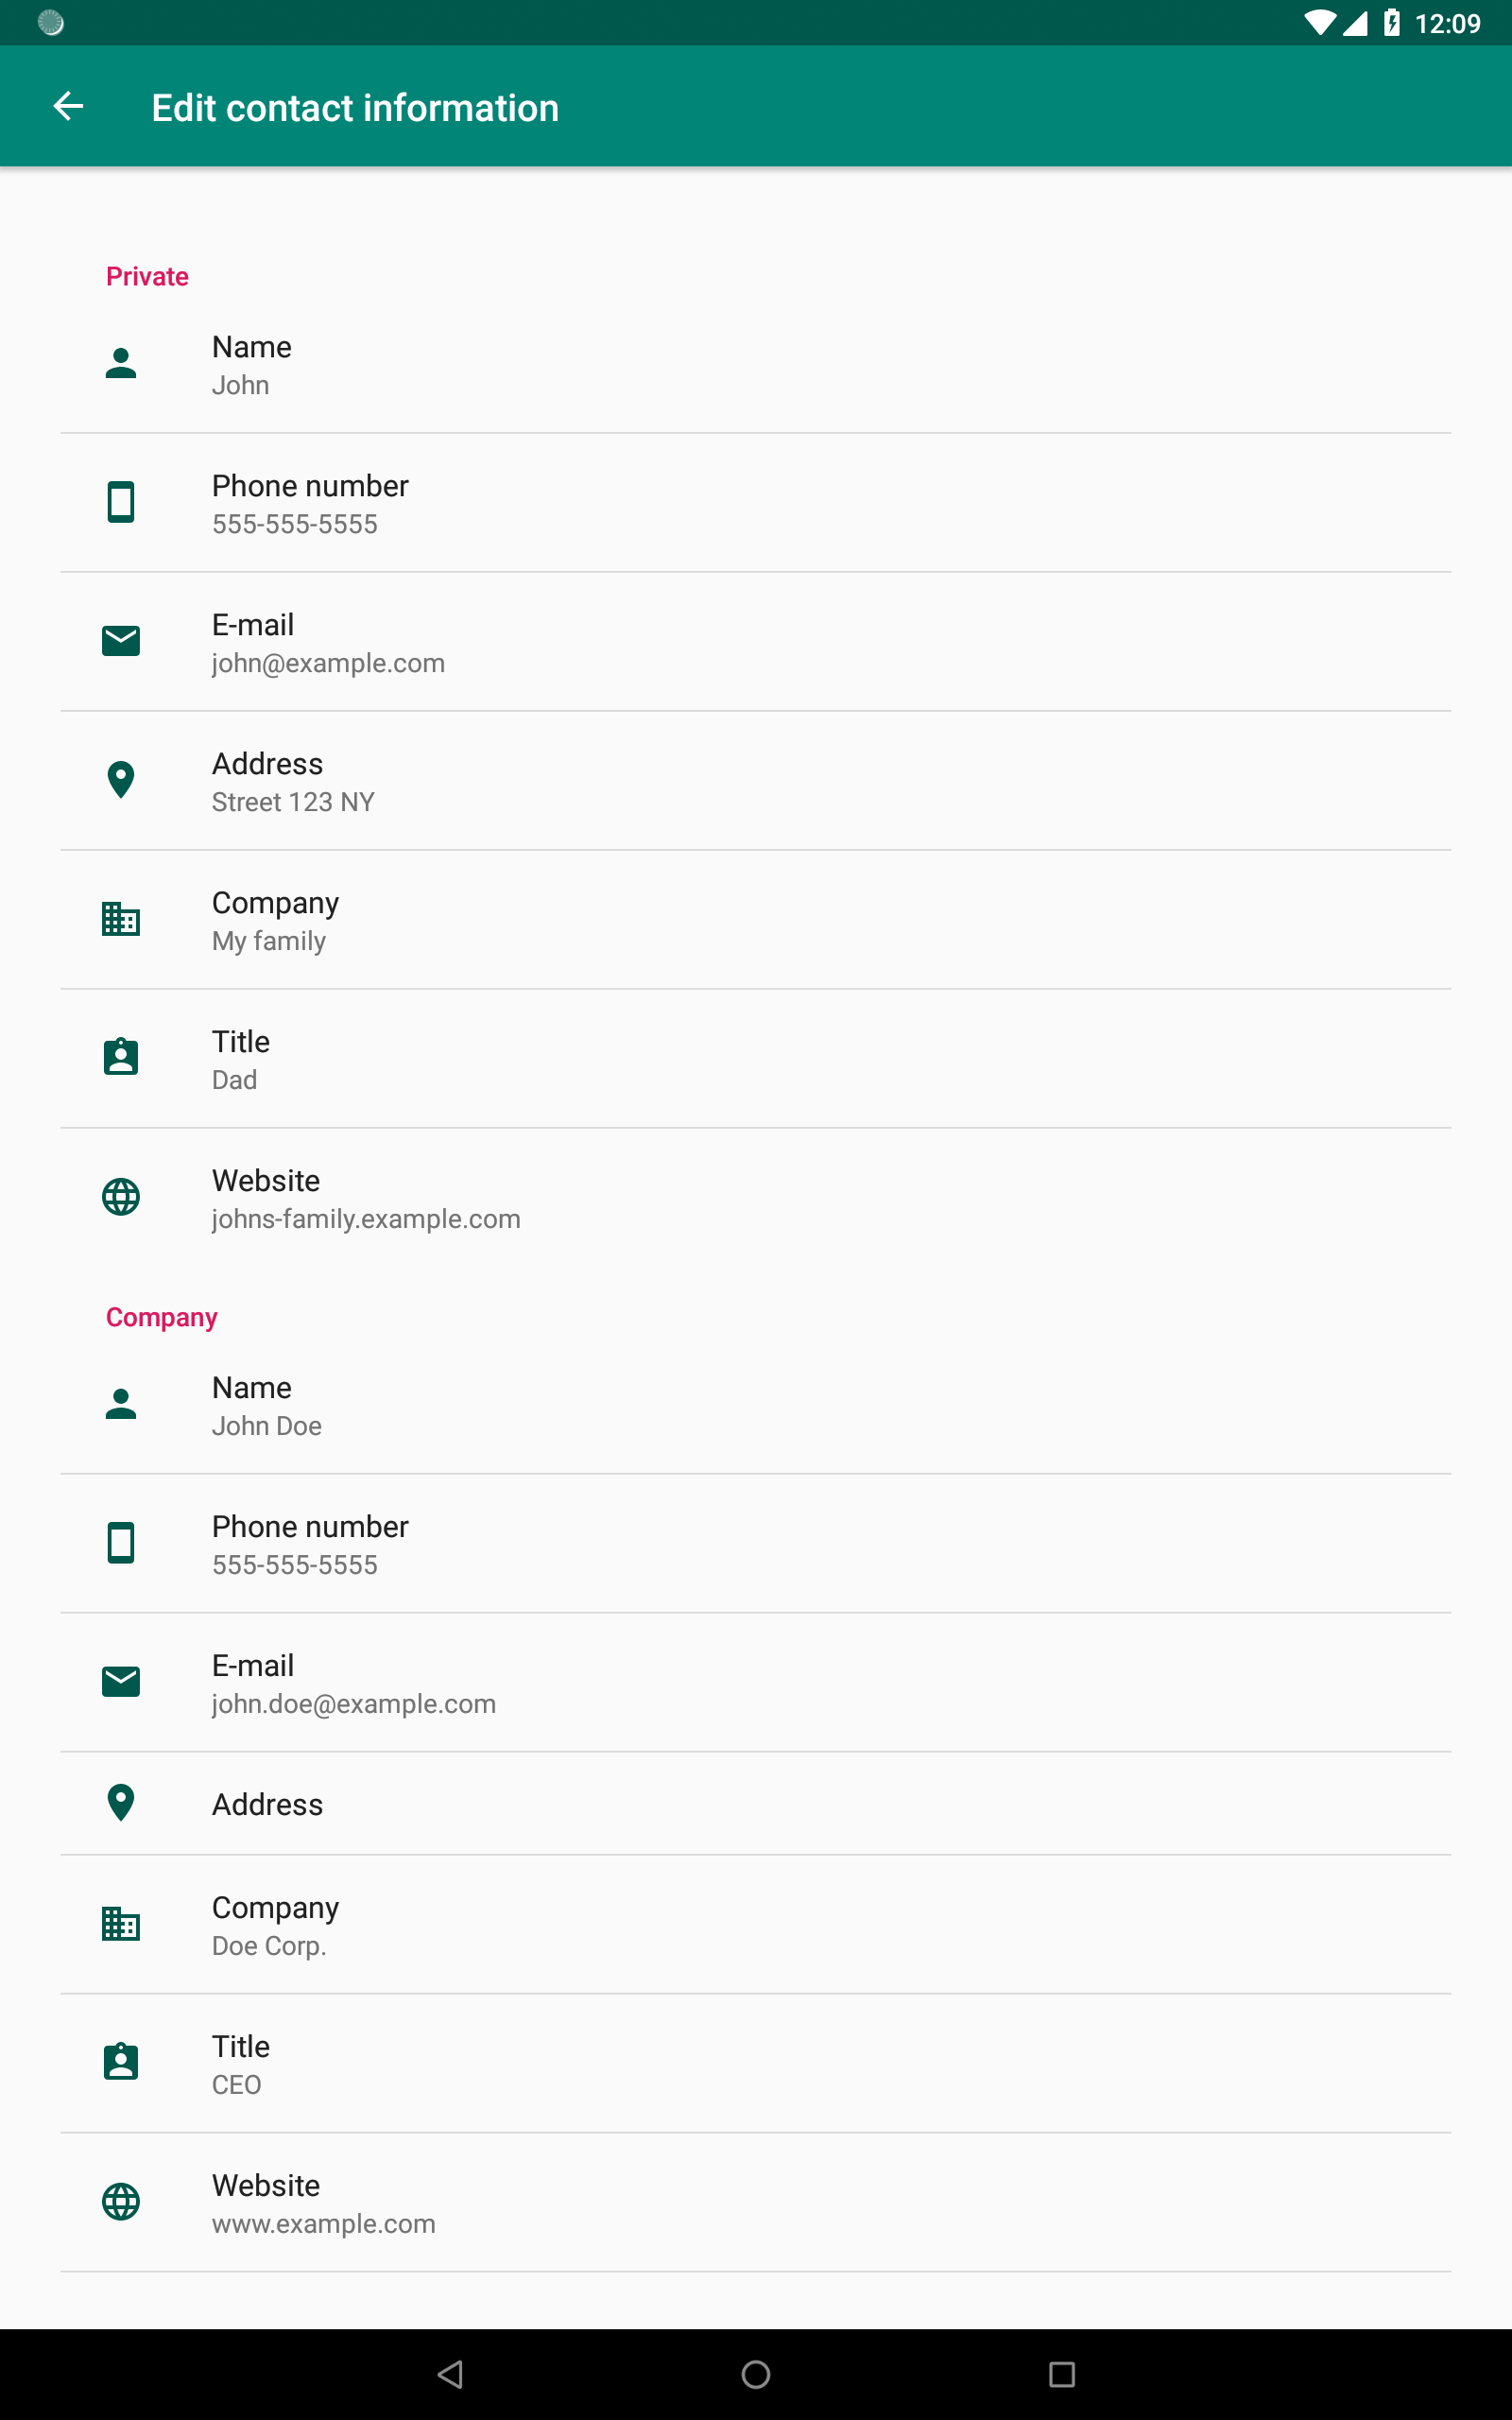 12:09
Edit contact information
Private
Name
John
Phone number
555-555-5555
E-mail
john@example.com
Address
Street 123 NY
Company
My family
Title
Dad
Website
johns-family.example.com
Company
Name
John Doe
Phone number
555-555-5555
E-mail
john.doe@example.com
Address
Company
Doe Corp.
Title
CEO
Website
www.example.com